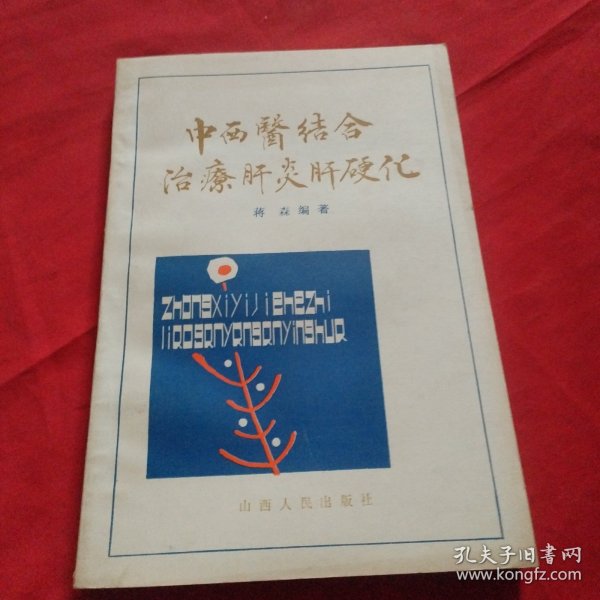 中西醫结合
治療肝炎肝硬化
蒋 森编著
zhongxiyijiehezhi
liaoganyanganyinghua
山西人民出版社
孔夫子旧书网
www.kongfz.com